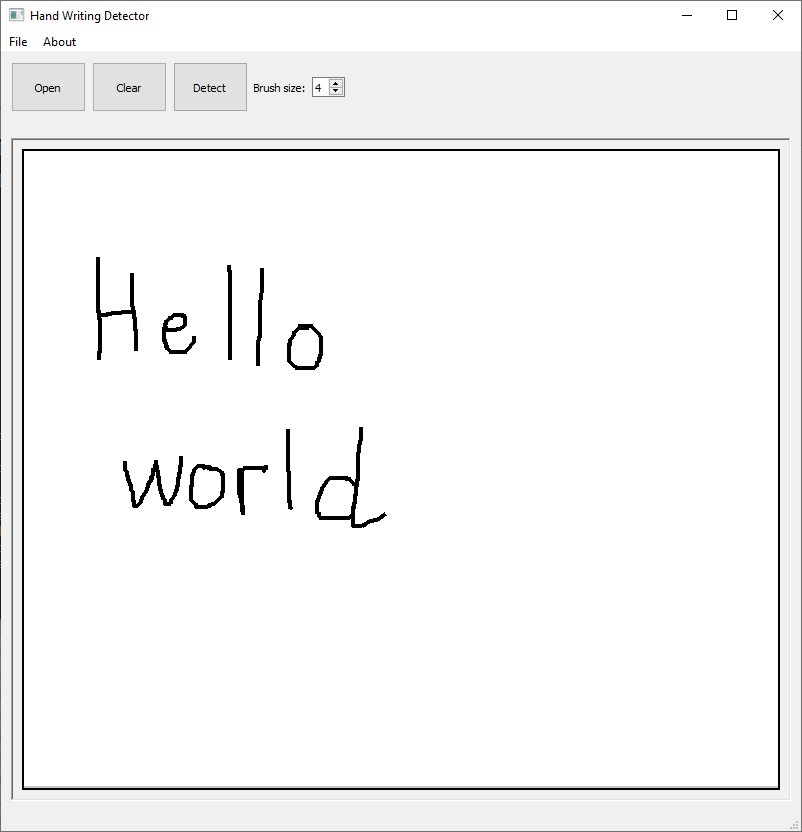 Hand Writing Detector
File About
Open Clear Detect Brush size: 4
Hello
world